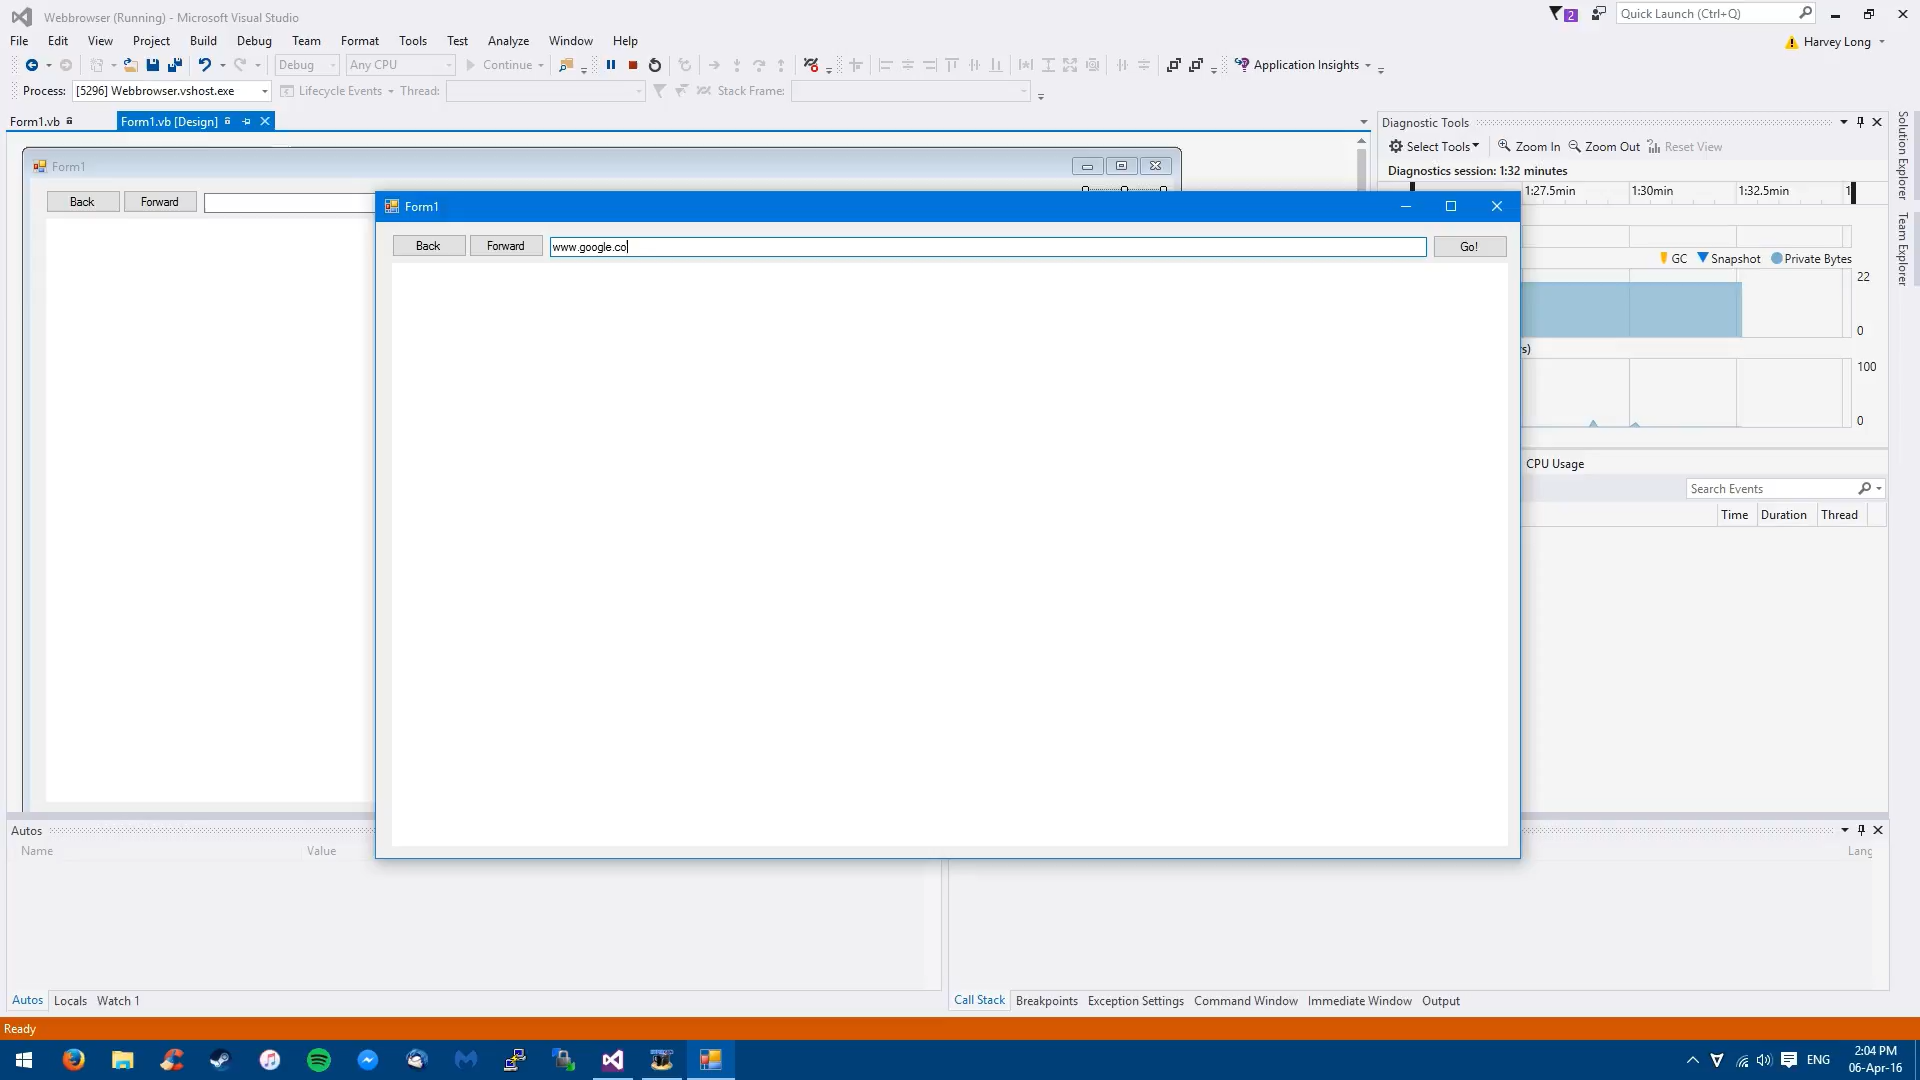 Webbrowser (Running) - Microsoft Visual Studio
2
Quick Launch (Ctrl+Q)
File Edit View Project Build Debug Team Format Tools Test Analyze Window Help
Harvey Long
Debug Any CPU Continue Application Insights
Process: [5296] Webbrowser.vshost.exe Lifecycle Events Thread: Stack Frame:
Form1.vb Form1.vb [Design]
Diagnostic Tools
Solution Explorer
Team Explorer
Select Tools Zoom In Zoom Out Reset View
Diagnostics session: 1:32 minutes
1:27.5min 1:30min 1:32.5min 1
Form1
Back Forward
Form1
Back Forward www.google.co Go!
GC Snapshot Private Bytes
22
0
s)
100
0
CPU Usage
Search Events
Time Duration Thread
Autos
Name Value
Lang
Autos Locals Watch 1
Call Stack Breakpoints Exception Settings Command Window Immediate Window Output
Ready
ENG
2:04 PM
06-Apr-16